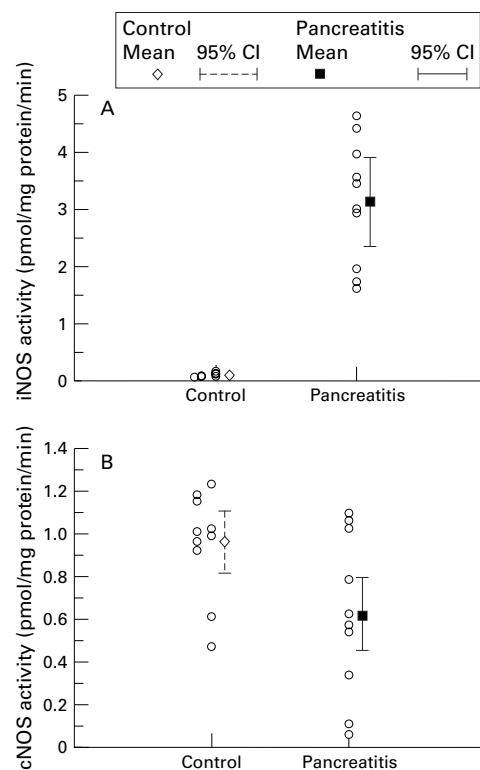 Control Pancreatitis
Mean 95% CI Mean 95% CI
A
iNOS activity (pmol/mg protein/min)
5
4
3
2
1
0
Control Pancreatitis
B
cNOS activity (pmol/mg protein/min)
1.4
1.2
1.0
0.8
0.6
0.4
0.2
0
Control Pancreatitis